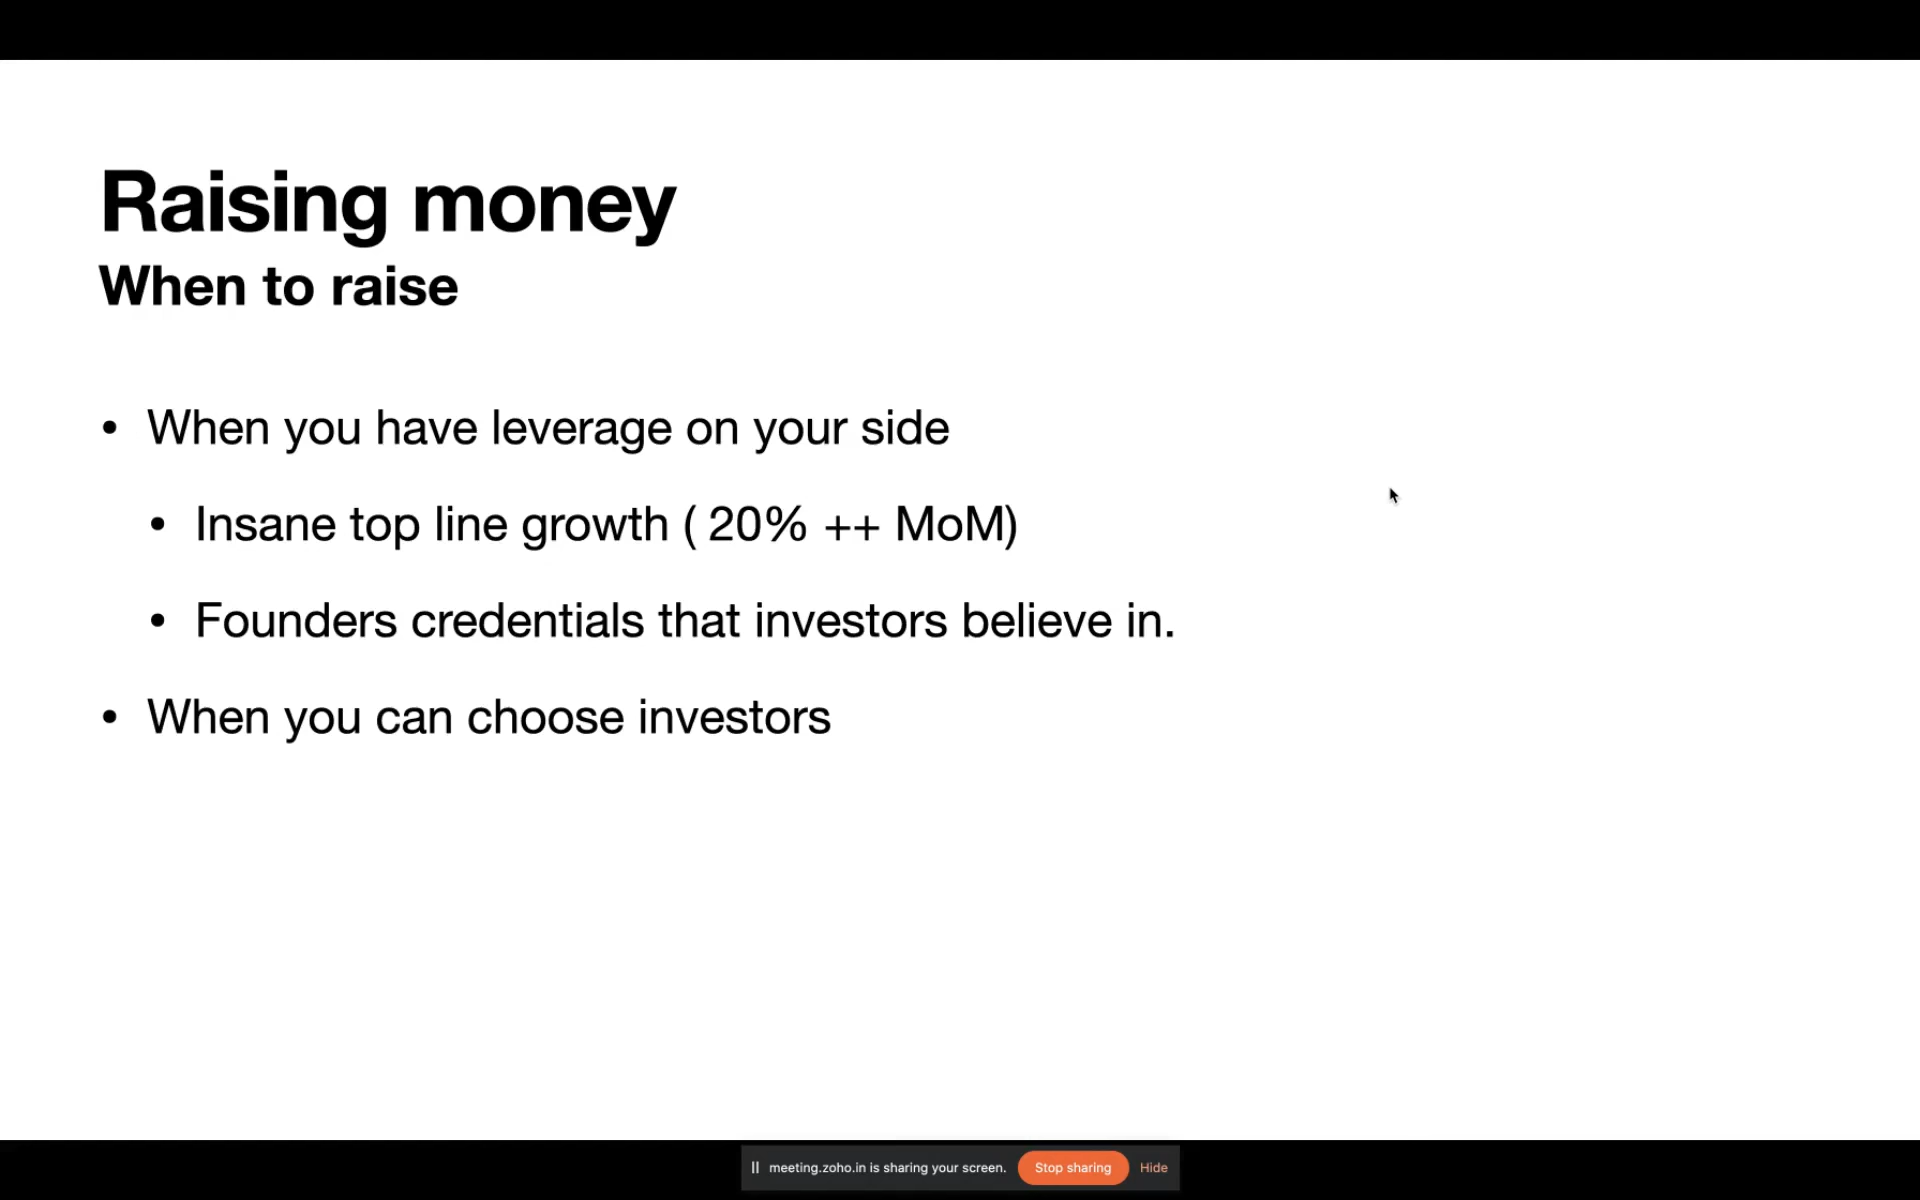 Raising money
When to raise
• When you have leverage on your side
• Insane top line growth ( 20% ++ MoM)
• Founders credentials that investors believe in.
• When you can choose investors
meeting.zoho.in is sharing your screen. Stop sharing Hide